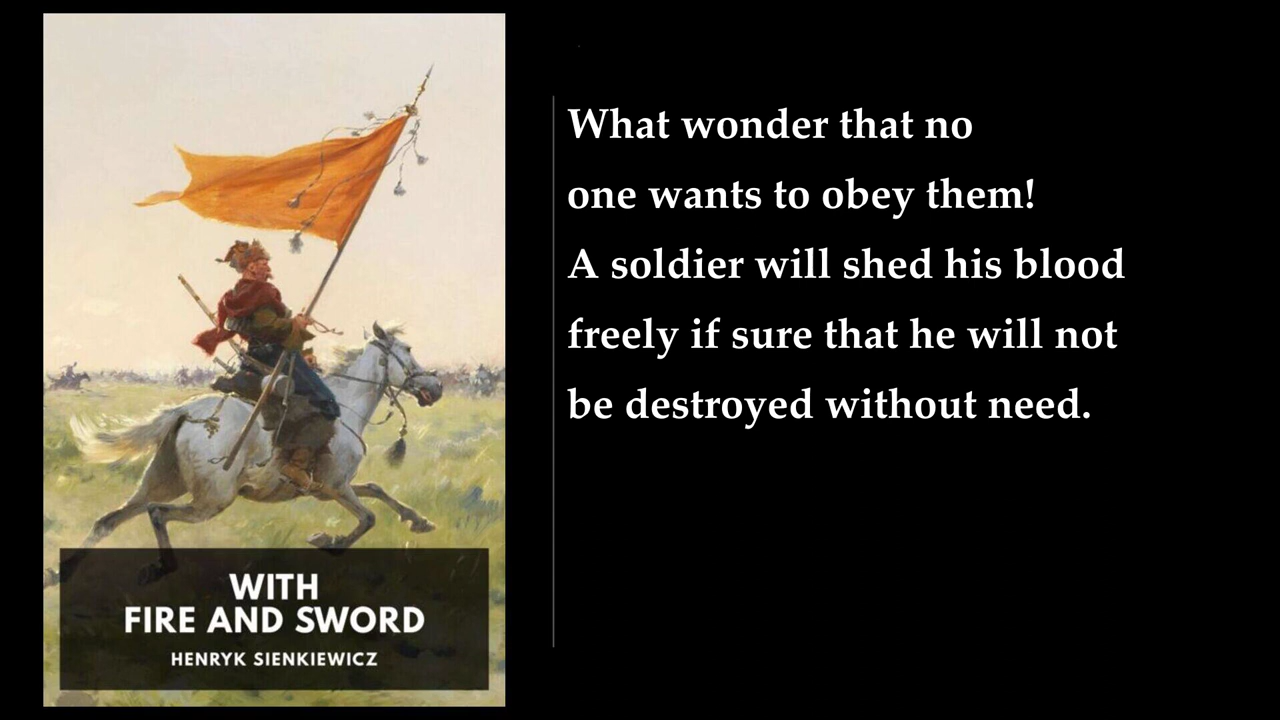 WITH
FIRE AND SWORD
HENRYK SIENKIEWICZ
What wonder that no
one wants to obey them!
A soldier will shed his blood
freely if sure that he will not
be destroyed without need.